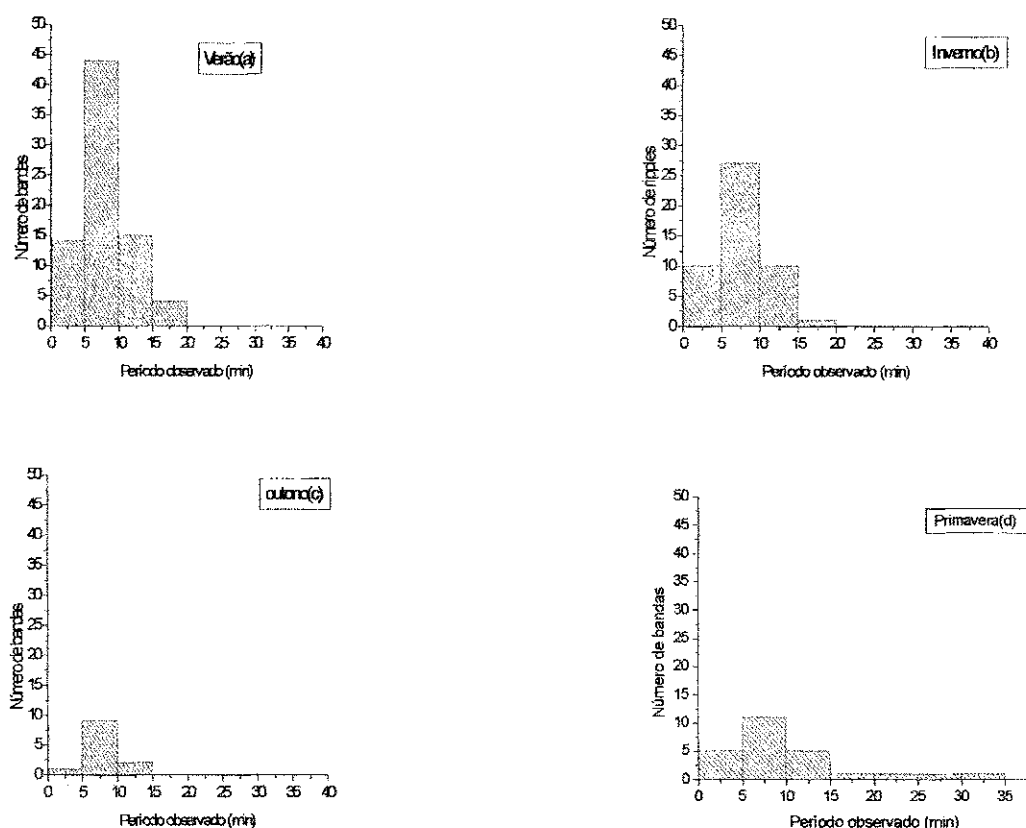 Verão(a)
Número de bandas
50
45
40
35
30
25
20
15
10
5
0
0 5 10 15 20 25 30 35 40
Período observado (min)
Inverno(b)
Número de ripples
50
45
40
35
30
25
20
15
10
5
0
0 5 10 15 20 25 30 35 40
Período observado (min)
outono(c)
Número de bandas
50
45
40
35
30
25
20
15
10
5
0
0 5 10 15 20 25 30 35 40
Período observado (min)
Primavera(d)
Número de bandas
50
45
40
35
30
25
20
15
10
5
0
0 5 10 15 20 25 30 35
Período observado (min)